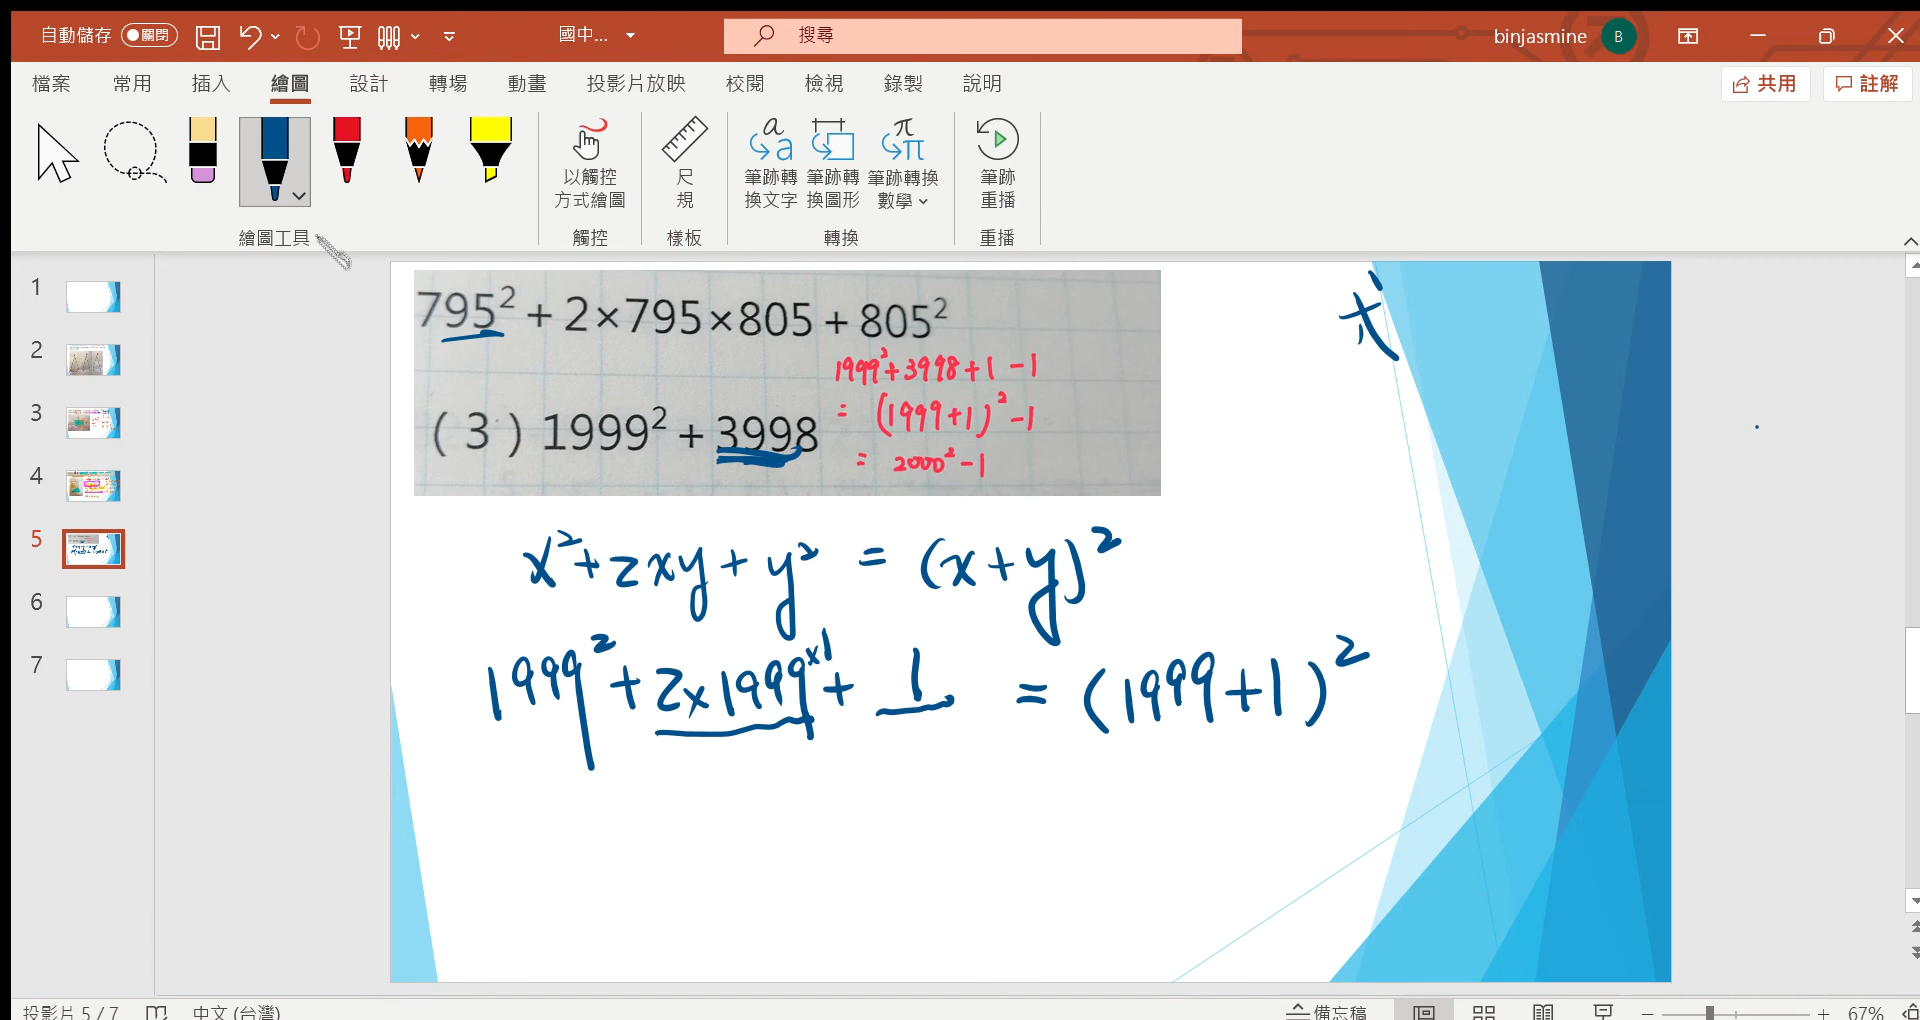 自動儲存 關閉 國中... 搜尋 binjasmine B
檔案 常用 插入 繪圖 設計 轉場 動畫 投影片放映 校閱 檢視 錄製 說明 共用 註解
以觸控方式繪圖 尺規 筆跡轉換文字 筆跡轉換圖形 筆跡轉換數學 筆跡重播
繪圖工具 觸控 樣板 轉換 重播
1
2
3
4
5
6
7
795² + 2×795×805 + 805²
(3) 1999² + 3998
1999²+3998+1-1
= (1999+1)²-1
= 2000²-1
x²+2xy+y² = (x+y)²
1999²+2×1999×1+1 = (1999+1)²
投影片 5 / 7 中文 (台灣) 備忘稿 67%